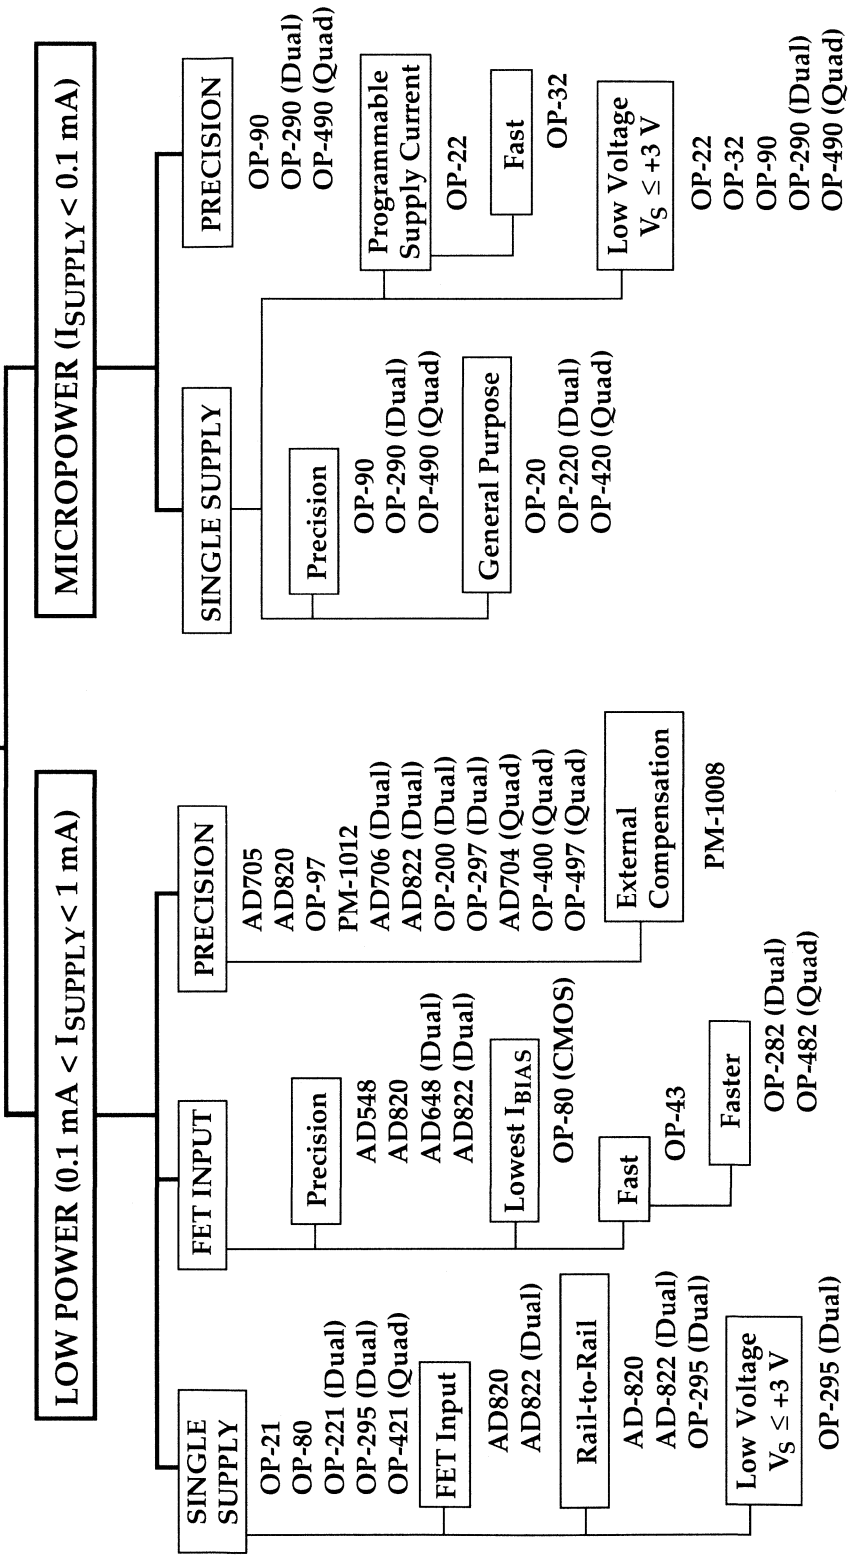 LOW POWER (0.1 mA < ISUPPLY < 1 mA)
SINGLE
SUPPLY
OP-21
OP-80
OP-221 (Dual)
OP-295 (Dual)
OP-421 (Quad)
FET Input
AD820
AD822 (Dual)
Rail-to-Rail
AD-820
AD-822 (Dual)
OP-295 (Dual)
Low Voltage
VS ≤ +3 V
OP-295 (Dual)
FET INPUT
Precision
AD548
AD820
AD648 (Dual)
AD822 (Dual)
Lowest IBIAS
OP-80 (CMOS)
Fast
OP-43
Faster
OP-282 (Dual)
OP-482 (Quad)
PRECISION
AD705
AD820
OP-97
PM-1012
AD706 (Dual)
AD822 (Dual)
OP-200 (Dual)
OP-297 (Dual)
AD704 (Quad)
OP-400 (Quad)
OP-497 (Quad)
External
Compensation
PM-1008
MICROPOWER (ISUPPLY < 0.1 mA)
SINGLE SUPPLY
Precision
OP-90
OP-290 (Dual)
OP-490 (Quad)
General Purpose
OP-20
OP-220 (Dual)
OP-420 (Quad)
Programmable
Supply Current
OP-22
Fast
OP-32
Low Voltage
VS ≤ +3 V
OP-22
OP-32
OP-90
OP-290 (Dual)
OP-490 (Quad)
PRECISION
OP-90
OP-290 (Dual)
OP-490 (Quad)